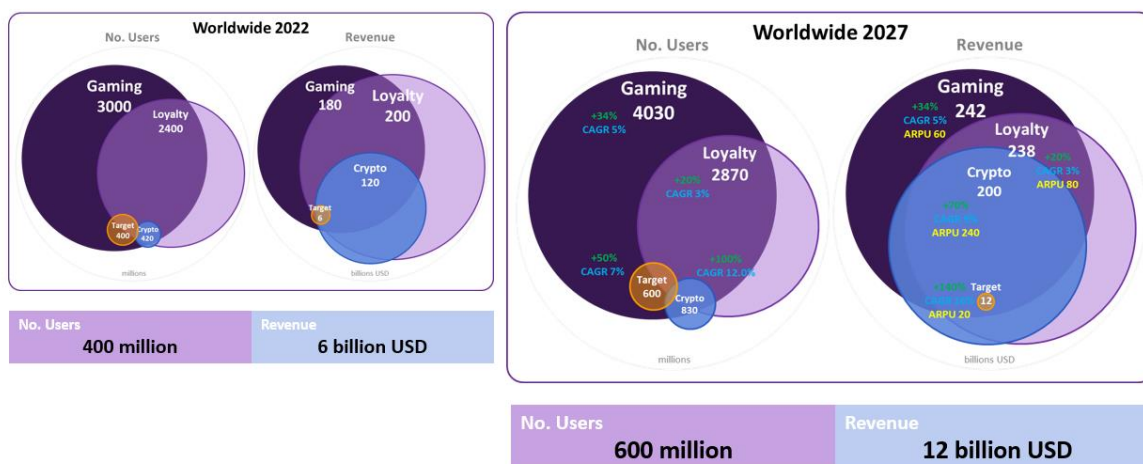 Worldwide 2022
No. Users
Revenue
Gaming
3000
Loyalty
2400
Target
400
Crypto
420
millions
Gaming
180
Loyalty
200
Crypto
120
Target
6
billions USD
No. Users
400 million
Revenue
6 billion USD
Worldwide 2027
No. Users
Revenue
Gaming
4030
+34%
CAGR 5%
Loyalty
2870
+20%
CAGR 3%
+50%
CAGR 7%
Target
600
+100%
CAGR 12.0%
Crypto
830
millions
Gaming
242
+34%
CAGR 5%
ARPU 60
Loyalty
238
+20%
CAGR 3%
ARPU 80
Crypto
200
CAGR
ARPU 240
Target
12
ARPU 20
billions USD
No. Users
600 million
Revenue
12 billion USD